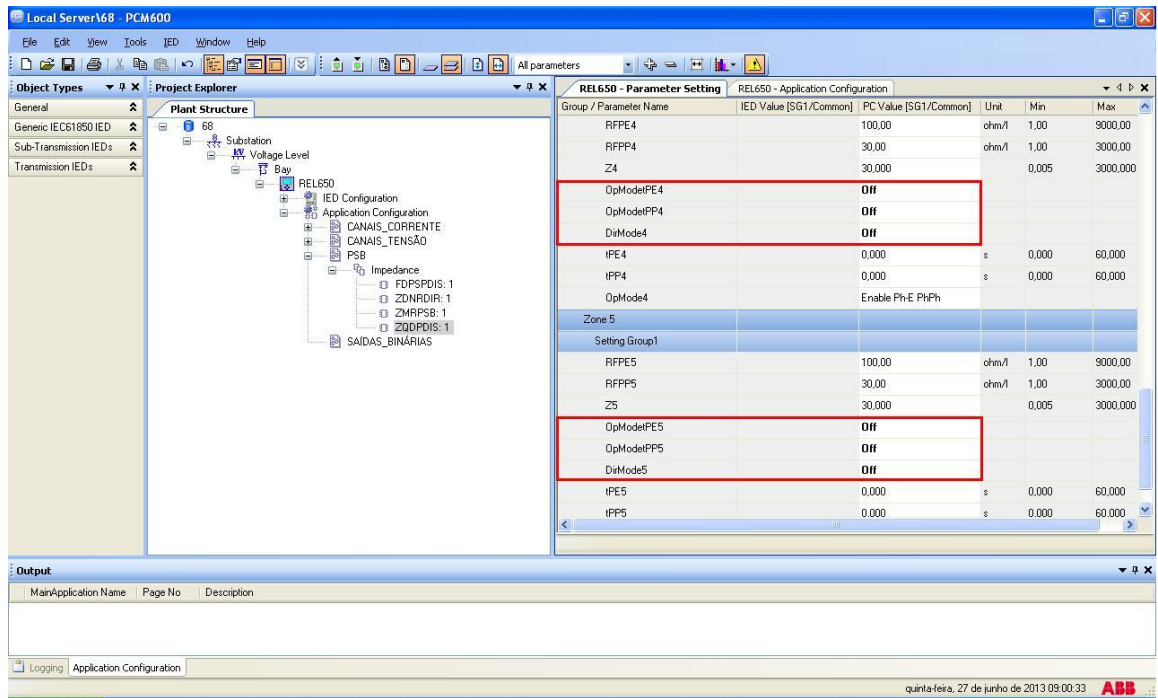 Local Server\68 - PCM600
File Edit View Tools IED Window Help
All parameters
Object Types
General
Generic IEC61850 IED
Sub-Transmission IEDs
Transmission IEDs
Project Explorer
Plant Structure
68
Substation
KV Voltage Level
Bay
REL650
IED Configuration
Application Configuration
CANAIS_CORRENTE
CANAIS_TENSÃO
PSB
Impedance
FDPSPDIS: 1
ZDNRDIR: 1
ZMRPSB: 1
ZQDPDIS: 1
SAÍDAS_BINÁRIAS
REL650 - Parameter Setting REL650 - Application Configuration
Group / Parameter Name IED Value [SG1/Common] PC Value [SG1/Common] Unit Min Max
RFPE4 100,00 ohm/l 1,00 9000,00
RFPP4 30,00 ohm/l 1,00 3000,00
Z4 30,000 0,005 3000,000
OpModetPE4 Off
OpModetPP4 Off
DirMode4 Off
tPE4 0,000 s 0,000 60,000
tPP4 0,000 s 0,000 60,000
OpMode4 Enable Ph-E PhPh
Zone 5
Setting Group1
RFPE5 100,00 ohm/l 1,00 9000,00
RFPP5 30,00 ohm/l 1,00 3000,00
Z5 30,000 0,005 3000,000
OpModetPE5 Off
OpModetPP5 Off
DirMode5 Off
tPE5 0,000 s 0,000 60,000
tPP5 0,000 s 0,000 60,000
Output
MainApplication Name Page No Description
Logging Application Configuration
quinta-feira, 27 de junho de 2013 09:00:33 ABB